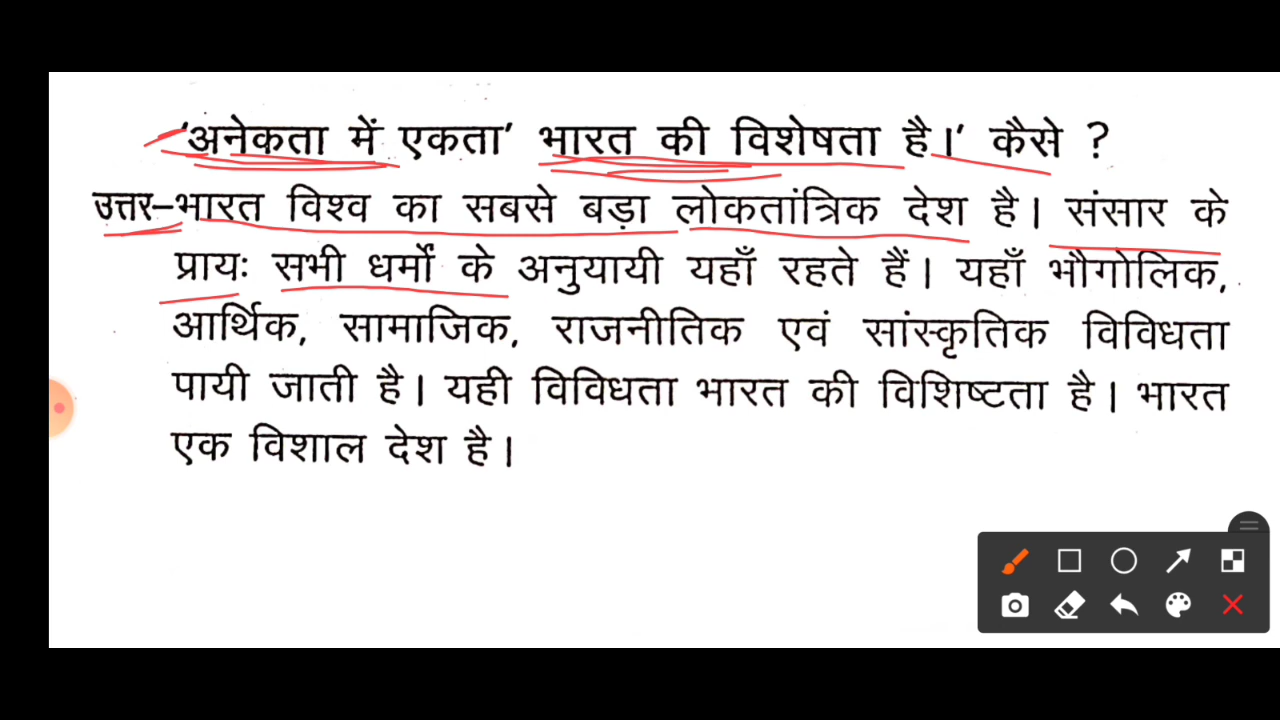 'अनेकता में एकता' भारत की विशेषता है।' कैसे ?
उत्तर–भारत विश्व का सबसे बड़ा लोकतांत्रिक देश है। संसार के
प्रायः सभी धर्मों के अनुयायी यहाँ रहते हैं। यहाँ भौगोलिक,
आर्थिक, सामाजिक, राजनीतिक एवं सांस्कृतिक विविधता
पायी जाती है। यही विविधता भारत की विशिष्टता है। भारत
एक विशाल देश है।